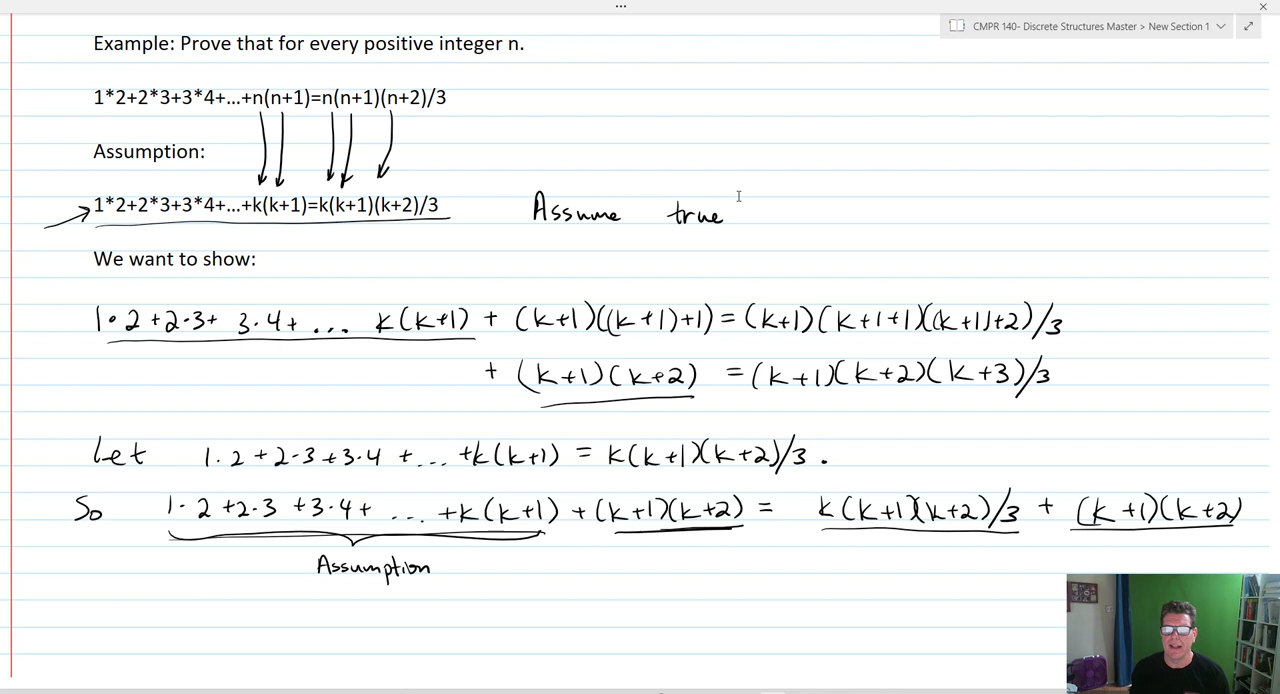 ...
CMPR 140- Discrete Structures Master > New Section 1
Example: Prove that for every positive integer n.
1*2+2*3+3*4+...+n(n+1)=n(n+1)(n+2)/3
Assumption:
1*2+2*3+3*4+...+k(k+1)=k(k+1)(k+2)/3 Assume true
We want to show:
1·2+2·3+ 3·4+ ... k(k+1) + (k+1)((k+1)+1)=(k+1)(k+1+1)((k+1)+2)/3
+ (k+1)(k+2) =(k+1)(k+2)(k+3)/3
Let 1·2+2·3+3·4 +... +k(k+1) = k(k+1)(k+2)/3.
So 1·2+2·3+3·4+ ... +k(k+1)+(k+1)(k+2)= k(k+1)(k+2)/3 + (k+1)(k+2)
Assumption